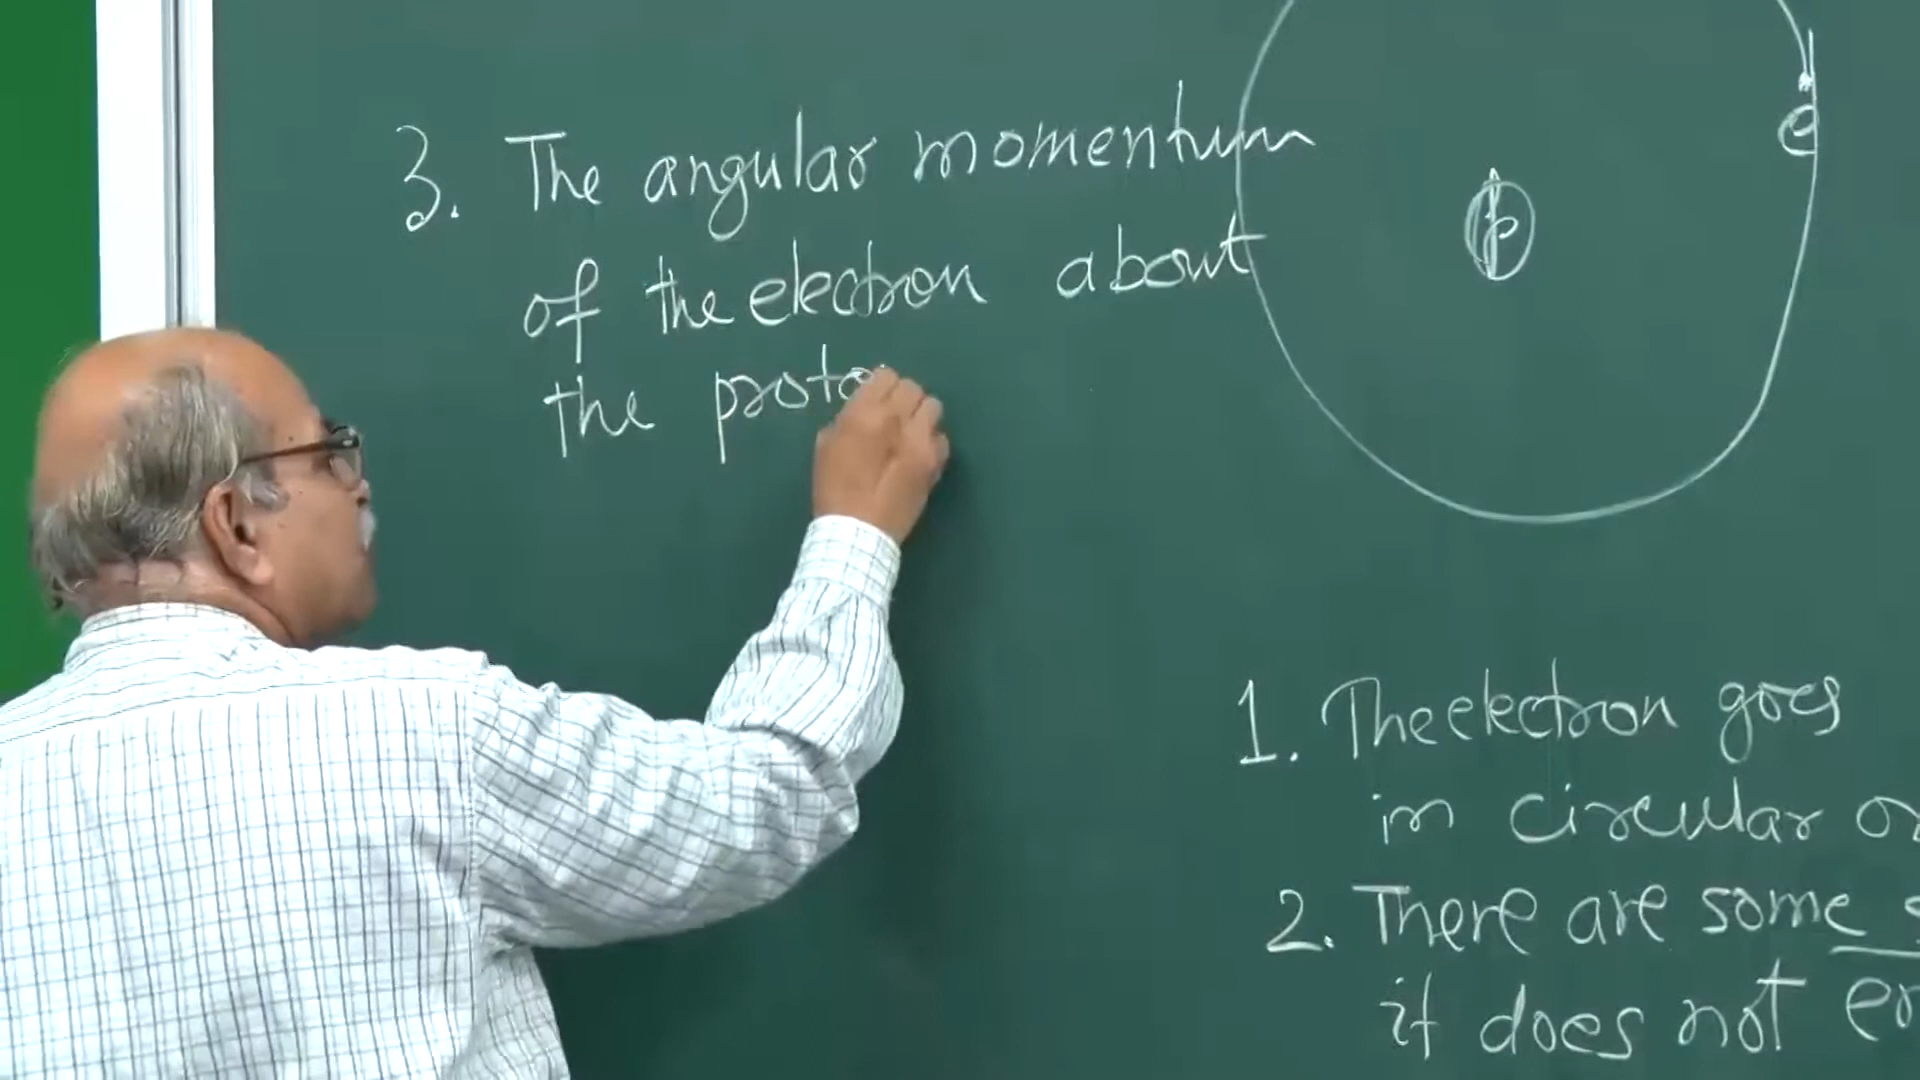 3. The angular momentum
of the electron about
the proto
e
p
1. The electron goes
in circular
2. There are some
it does not